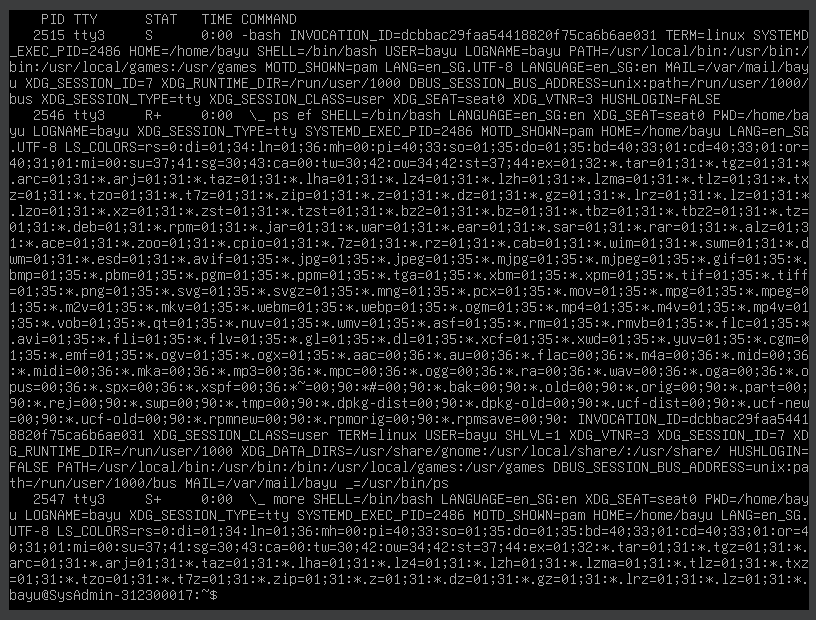 PID TTY      STAT   TIME COMMAND
   2515 tty3     S      0:00 -bash INVOCATION_ID=dcbbac29faa54418820f75ca6b6ae031 TERM=linux SYSTEMD
_EXEC_PID=2486 HOME=/home/bayu SHELL=/bin/bash USER=bayu LOGNAME=bayu PATH=/usr/local/bin:/usr/bin:/
bin:/usr/local/games:/usr/games MOTD_SHOWN=pam LANG=en_SG.UTF-8 LANGUAGE=en_SG:en MAIL=/var/mail/bay
u XDG_SESSION_ID=7 XDG_RUNTIME_DIR=/run/user/1000 DBUS_SESSION_BUS_ADDRESS=unix:path=/run/user/1000/
bus XDG_SESSION_TYPE=tty XDG_SESSION_CLASS=user XDG_SEAT=seat0 XDG_VTNR=3 HUSHLOGIN=FALSE
   2546 tty3     R+     0:00  \_ ps ef SHELL=/bin/bash LANGUAGE=en_SG:en XDG_SEAT=seat0 PWD=/home/ba
yu LOGNAME=bayu XDG_SESSION_TYPE=tty SYSTEMD_EXEC_PID=2486 MOTD_SHOWN=pam HOME=/home/bayu LANG=en_SG
.UTF-8 LS_COLORS=rs=0:di=01;34:ln=01;36:mh=00:pi=40;33:so=01;35:do=01;35:bd=40;33;01:cd=40;33;01:or=
40;31;01:mi=00:su=37;41:sg=30;43:ca=00:tw=30;42:ow=34;42:st=37;44:ex=01;32:*.tar=01;31:*.tgz=01;31:*
.arc=01;31:*.arj=01;31:*.taz=01;31:*.lha=01;31:*.lz4=01;31:*.lzh=01;31:*.lzma=01;31:*.tlz=01;31:*.tx
z=01;31:*.tzo=01;31:*.t7z=01;31:*.zip=01;31:*.z=01;31:*.dz=01;31:*.gz=01;31:*.lrz=01;31:*.lz=01;31:*
.lzo=01;31:*.xz=01;31:*.zst=01;31:*.tzst=01;31:*.bz2=01;31:*.bz=01;31:*.tbz=01;31:*.tbz2=01;31:*.tz=
01;31:*.deb=01;31:*.rpm=01;31:*.jar=01;31:*.war=01;31:*.ear=01;31:*.sar=01;31:*.rar=01;31:*.alz=01;3
1:*.ace=01;31:*.zoo=01;31:*.cpio=01;31:*.7z=01;31:*.rz=01;31:*.cab=01;31:*.wim=01;31:*.swm=01;31:*.d
wm=01;31:*.esd=01;31:*.avif=01;35:*.jpg=01;35:*.jpeg=01;35:*.mjpg=01;35:*.mjpeg=01;35:*.gif=01;35:*.
bmp=01;35:*.pbm=01;35:*.pgm=01;35:*.ppm=01;35:*.tga=01;35:*.xbm=01;35:*.xpm=01;35:*.tif=01;35:*.tiff
=01;35:*.png=01;35:*.svg=01;35:*.svgz=01;35:*.mng=01;35:*.pcx=01;35:*.mov=01;35:*.mpg=01;35:*.mpeg=0
1;35:*.m2v=01;35:*.mkv=01;35:*.webm=01;35:*.webp=01;35:*.ogm=01;35:*.mp4=01;35:*.m4v=01;35:*.mp4v=01
;35:*.vob=01;35:*.qt=01;35:*.nuv=01;35:*.wmv=01;35:*.asf=01;35:*.rm=01;35:*.rmvb=01;35:*.flc=01;35:*
.avi=01;35:*.fli=01;35:*.flv=01;35:*.gl=01;35:*.dl=01;35:*.xcf=01;35:*.xwd=01;35:*.yuv=01;35:*.cgm=0
1;35:*.emf=01;35:*.ogv=01;35:*.ogx=01;35:*.aac=00;36:*.au=00;36:*.flac=00;36:*.m4a=00;36:*.mid=00;36
:*.midi=00;36:*.mka=00;36:*.mp3=00;36:*.mpc=00;36:*.ogg=00;36:*.ra=00;36:*.wav=00;36:*.oga=00;36:*.o
pus=00;36:*.spx=00;36:*.xspf=00;36:*~=00;90:*#=00;90:*.bak=00;90:*.old=00;90:*.orig=00;90:*.part=00;
90:*.rej=00;90:*.swp=00;90:*.tmp=00;90:*.dpkg-dist=00;90:*.dpkg-old=00;90:*.ucf-dist=00;90:*.ucf-new
=00;90:*.ucf-old=00;90:*.rpmnew=00;90:*.rpmorig=00;90:*.rpmsave=00;90: INVOCATION_ID=dcbbac29faa5441
8820f75ca6b6ae031 XDG_SESSION_CLASS=user TERM=linux USER=bayu SHLVL=1 XDG_VTNR=3 XDG_SESSION_ID=7 XD
G_RUNTIME_DIR=/run/user/1000 XDG_DATA_DIRS=/usr/share/gnome:/usr/local/share/:/usr/share/ HUSHLOGIN=
FALSE PATH=/usr/local/bin:/usr/bin:/bin:/usr/local/games:/usr/games DBUS_SESSION_BUS_ADDRESS=unix:pa
th=/run/user/1000/bus MAIL=/var/mail/bayu _=/usr/bin/ps
   2547 tty3     S+     0:00  \_ more SHELL=/bin/bash LANGUAGE=en_SG:en XDG_SEAT=seat0 PWD=/home/bay
u LOGNAME=bayu XDG_SESSION_TYPE=tty SYSTEMD_EXEC_PID=2486 MOTD_SHOWN=pam HOME=/home/bayu LANG=en_SG.
UTF-8 LS_COLORS=rs=0:di=01;34:ln=01;36:mh=00:pi=40;33:so=01;35:do=01;35:bd=40;33;01:cd=40;33;01:or=4
0;31;01:mi=00:su=37;41:sg=30;43:ca=00:tw=30;42:ow=34;42:st=37;44:ex=01;32:*.tar=01;31:*.tgz=01;31:*.
arc=01;31:*.arj=01;31:*.taz=01;31:*.lha=01;31:*.lz4=01;31:*.lzh=01;31:*.lzma=01;31:*.tlz=01;31:*.txz
=01;31:*.tzo=01;31:*.t7z=01;31:*.zip=01;31:*.z=01;31:*.dz=01;31:*.gz=01;31:*.lrz=01;31:*.lz=01;31:*.
bayu@SysAdmin-312300017:~$